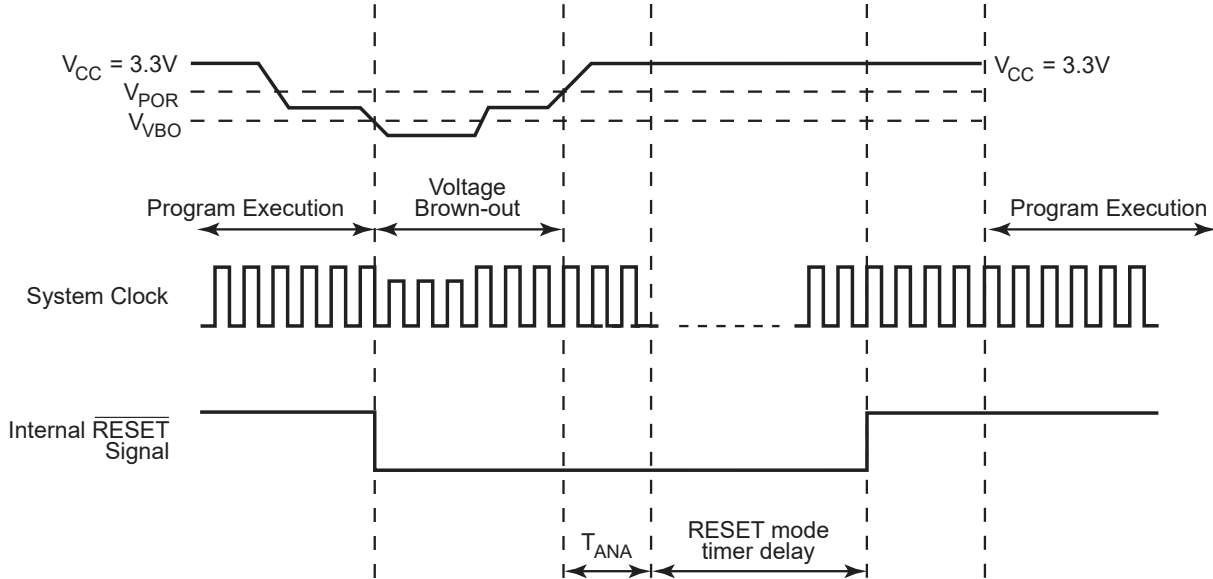 V_CC = 3.3V
V_CC = 3.3V
V_POR
V_VBO
Program Execution
Voltage
Brown-out
Program Execution
System Clock
Internal R̅E̅S̅E̅T̅
Signal
T_ANA
RESET mode
timer delay